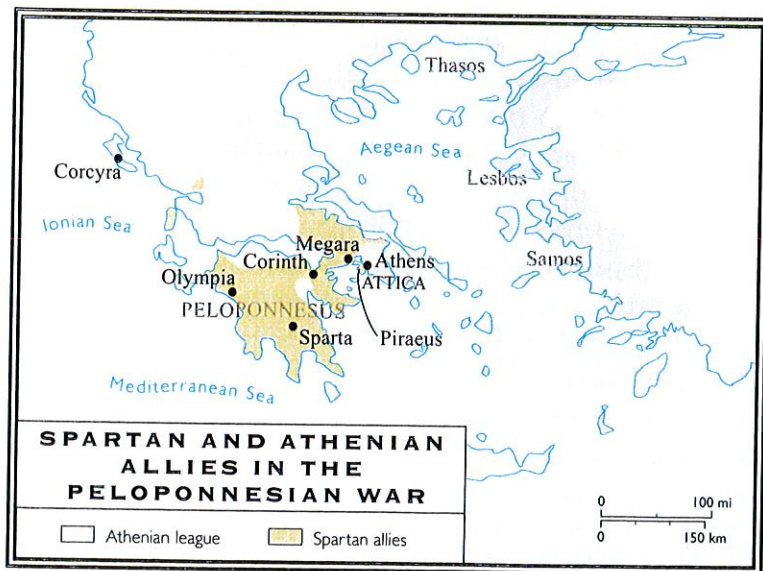 Thasos
Aegean Sea
Corcyra
Lesbos
Ionian Sea
Megara
Corinth
Athens
Samos
Olympia
ATTICA
PELOPONNESUS
Sparta
Piraeus
Mediterranean Sea
SPARTAN AND ATHENIAN
ALLIES IN THE
PELOPONNESIAN WAR
Athenian league
Spartan allies
0 100 mi
0 150 km